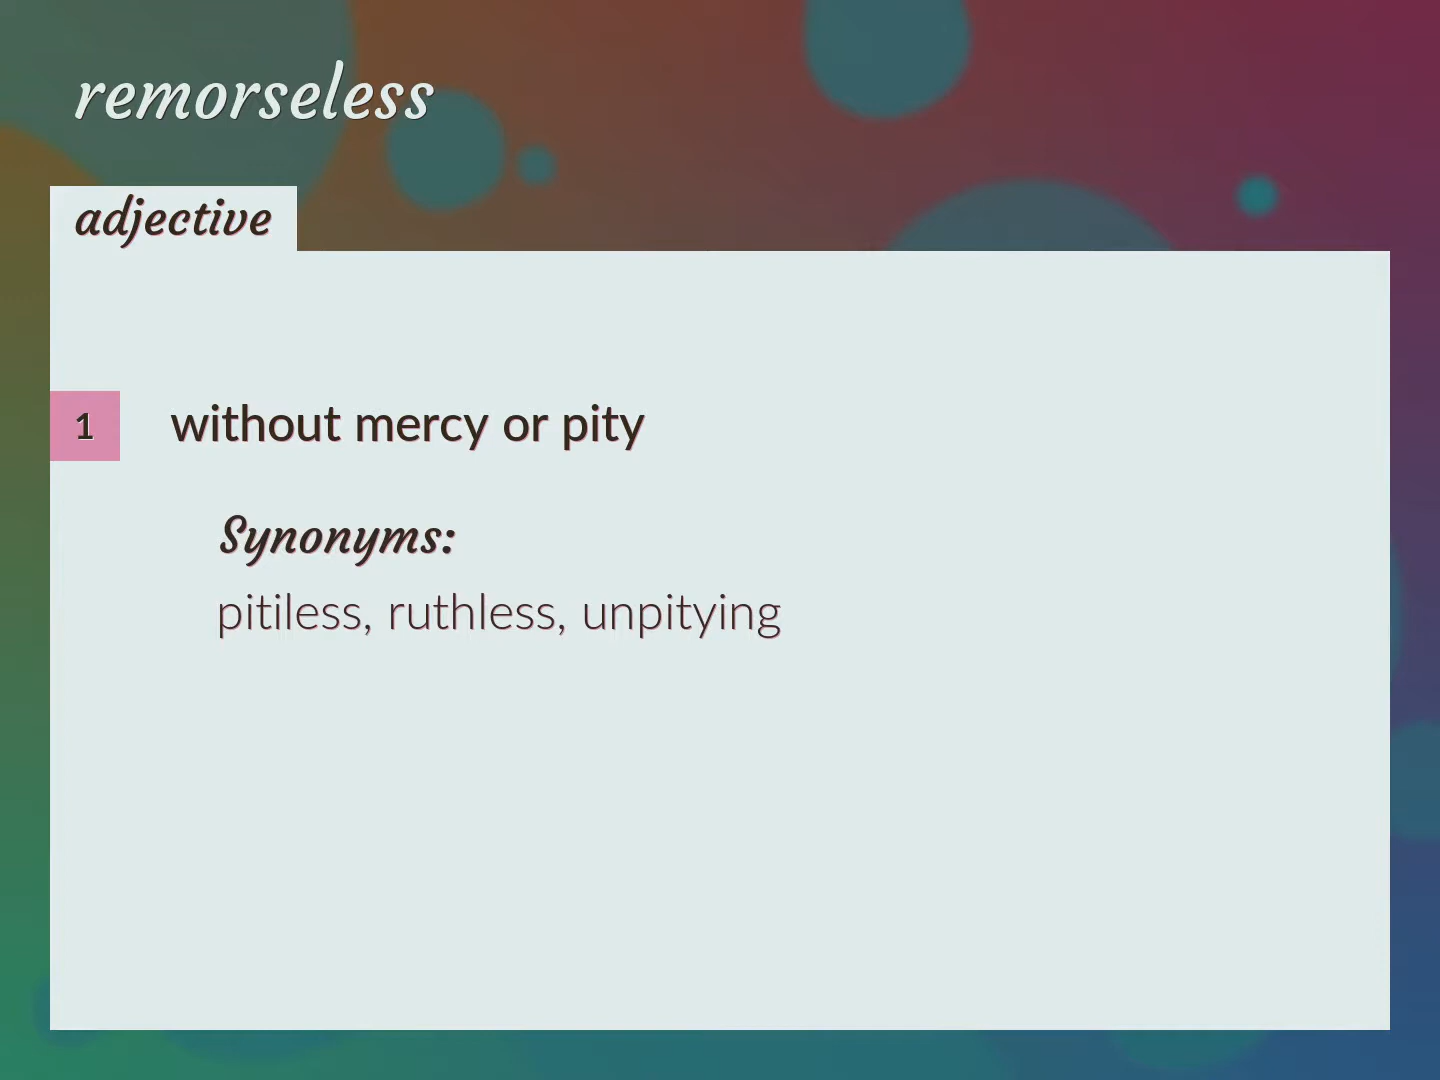 remorseless
adjective
1 without mercy or pity
Synonyms:
pitiless, ruthless, unpitying